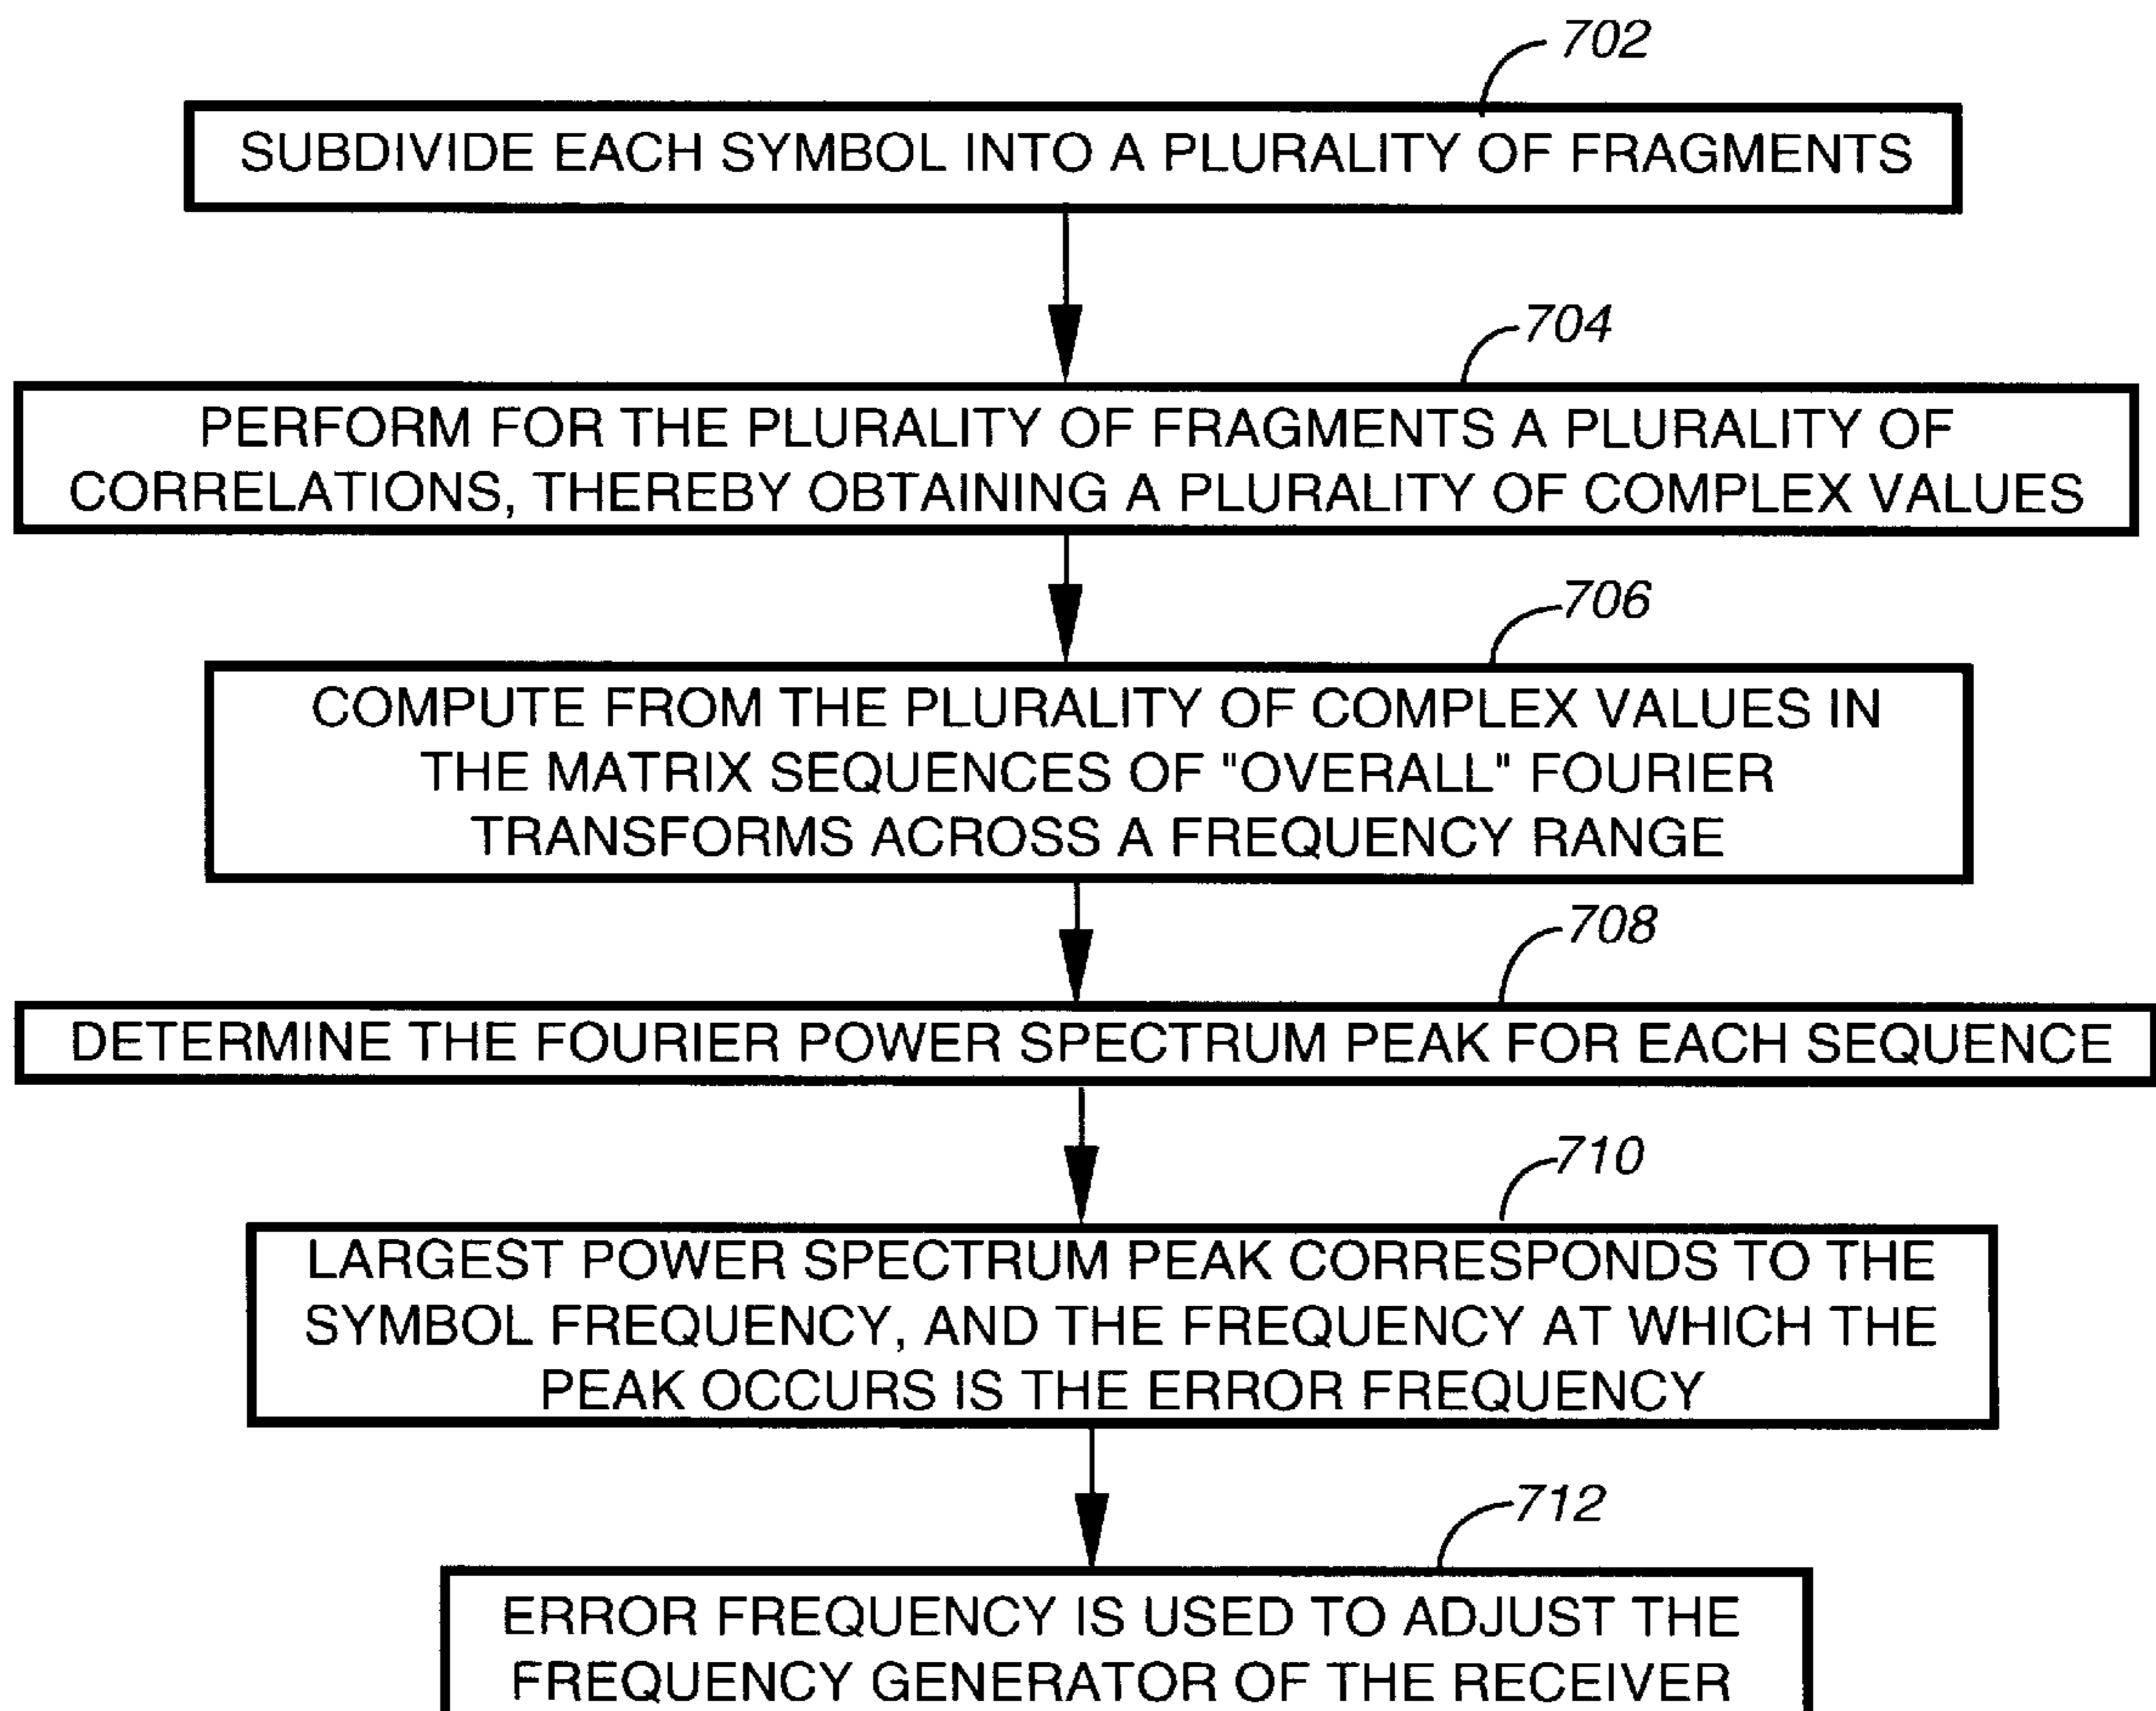 702
SUBDIVIDE EACH SYMBOL INTO A PLURALITY OF FRAGMENTS
704
PERFORM FOR THE PLURALITY OF FRAGMENTS A PLURALITY OF
CORRELATIONS, THEREBY OBTAINING A PLURALITY OF COMPLEX VALUES
706
COMPUTE FROM THE PLURALITY OF COMPLEX VALUES IN
THE MATRIX SEQUENCES OF "OVERALL" FOURIER
TRANSFORMS ACROSS A FREQUENCY RANGE
708
DETERMINE THE FOURIER POWER SPECTRUM PEAK FOR EACH SEQUENCE
710
LARGEST POWER SPECTRUM PEAK CORRESPONDS TO THE
SYMBOL FREQUENCY, AND THE FREQUENCY AT WHICH THE
PEAK OCCURS IS THE ERROR FREQUENCY
712
ERROR FREQUENCY IS USED TO ADJUST THE
FREQUENCY GENERATOR OF THE RECEIVER